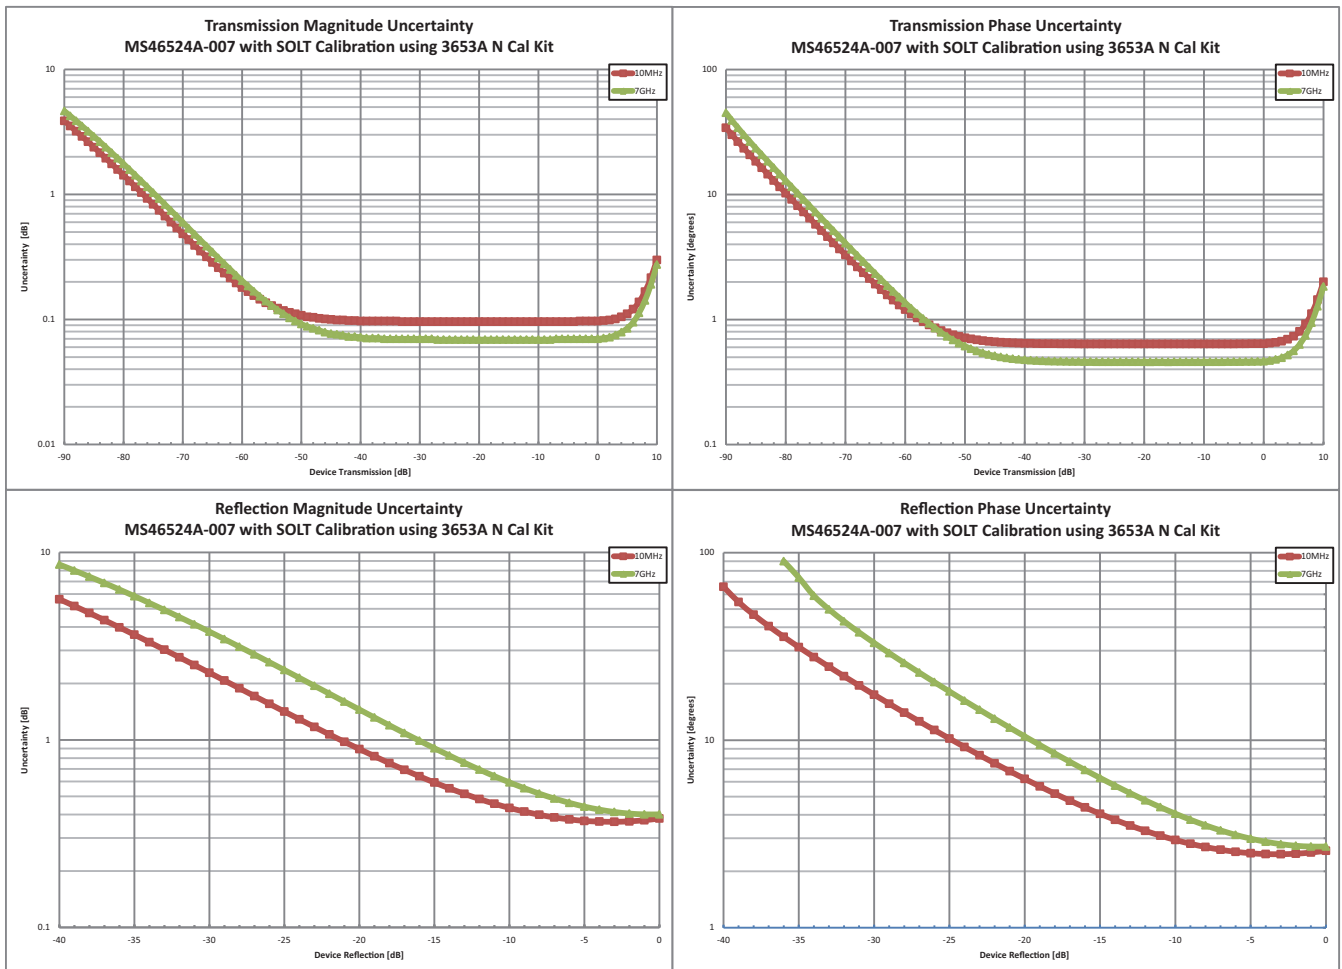 Transmission Magnitude Uncertainty
MS46524A-007 with SOLT Calibration using 3653A N Cal Kit
10MHz
7GHz
Uncertainty [dB]
10
1
0.1
0.01
-90 -80 -70 -60 -50 -40 -30 -20 -10 0 10
Device Transmission [dB]
Transmission Phase Uncertainty
MS46524A-007 with SOLT Calibration using 3653A N Cal Kit
10MHz
7GHz
Uncertainty [degrees]
100
10
1
0.1
-90 -80 -70 -60 -50 -40 -30 -20 -10 0 10
Device Transmission [dB]
Reflection Magnitude Uncertainty
MS46524A-007 with SOLT Calibration using 3653A N Cal Kit
10MHz
7GHz
Uncertainty [dB]
10
1
0.1
-40 -35 -30 -25 -20 -15 -10 -5 0
Device Reflection [dB]
Reflection Phase Uncertainty
MS46524A-007 with SOLT Calibration using 3653A N Cal Kit
10MHz
7GHz
Uncertainty [degrees]
100
10
1
-40 -35 -30 -25 -20 -15 -10 -5 0
Device Reflection [dB]